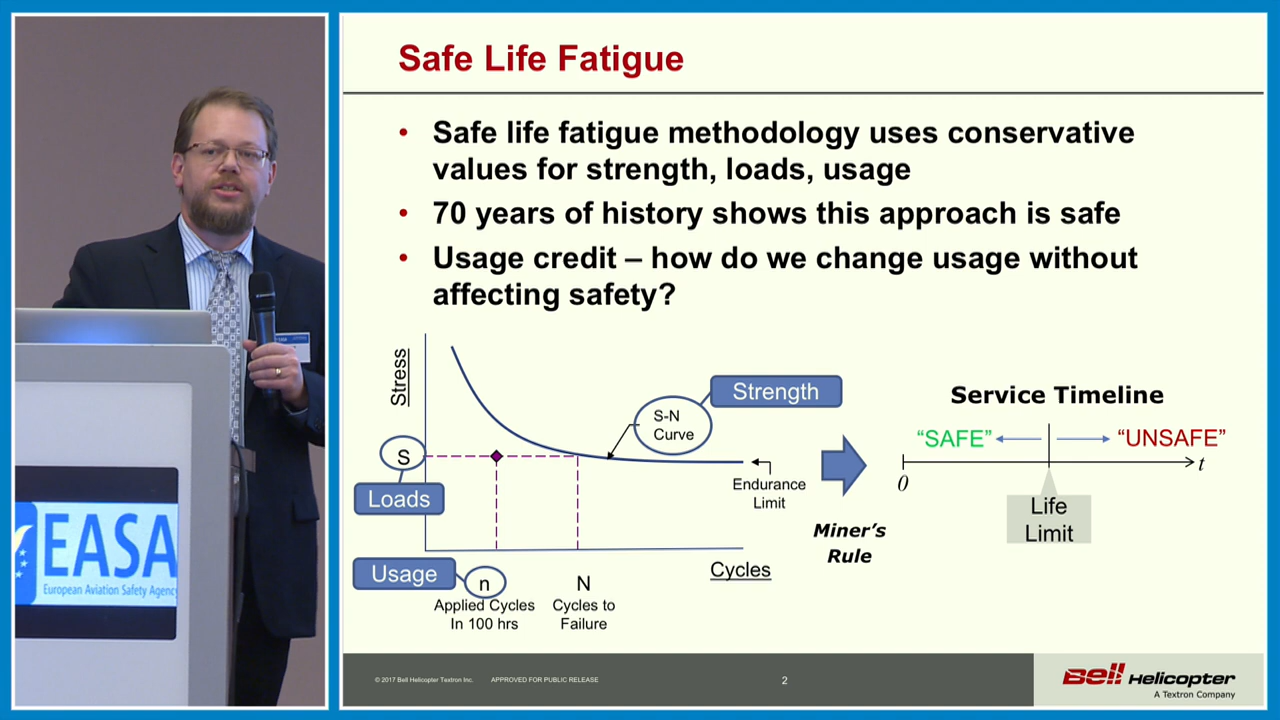 Safe Life Fatigue
• Safe life fatigue methodology uses conservative
values for strength, loads, usage
• 70 years of history shows this approach is safe
• Usage credit – how do we change usage without
affecting safety?
Stress
S
Loads
Usage
n
Applied Cycles
In 100 hrs
N
Cycles to
Failure
Cycles
S-N
Curve
Strength
Endurance
Limit
Miner's
Rule
Service Timeline
“SAFE”
“UNSAFE”
0
t
Life
Limit
EASA
European Aviation Safety Agency
© 2017 Bell Helicopter Textron Inc.
APPROVED FOR PUBLIC RELEASE
2
Bell Helicopter
A Textron Company